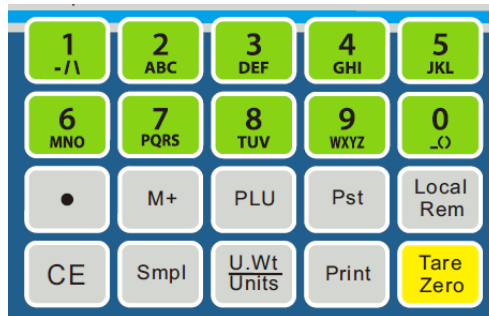 1 2 3 4 5
-/\ ABC DEF GHI JKL
6 7 8 9 0
MNO PQRS TUV WXYZ _()
• M+ PLU Pst Local
Rem
CE Smpl U.Wt
Units Print Tare
Zero